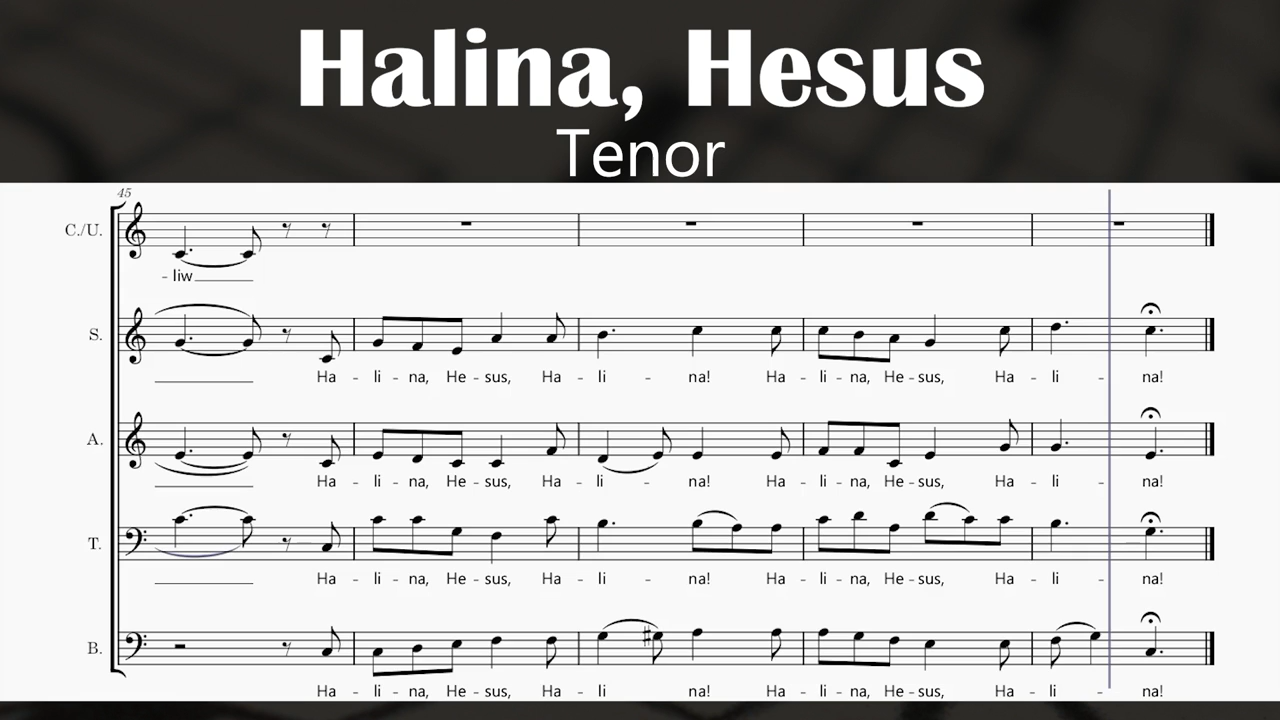 Halina, Hesus
Tenor
45
C./U.
- liw
S.
Ha - li - na, He - sus, Ha - li - na! Ha - li - na, He - sus, Ha - li - na!
A.
Ha - li - na, He - sus, Ha - li - na! Ha - li - na, He - sus, Ha - li - na!
T.
Ha - li - na, He - sus, Ha - li - na! Ha - li - na, He - sus, Ha - li - na!
B.
Ha - li - na, He - sus, Ha - li na! Ha - li - na, He - sus, Ha - li - na!